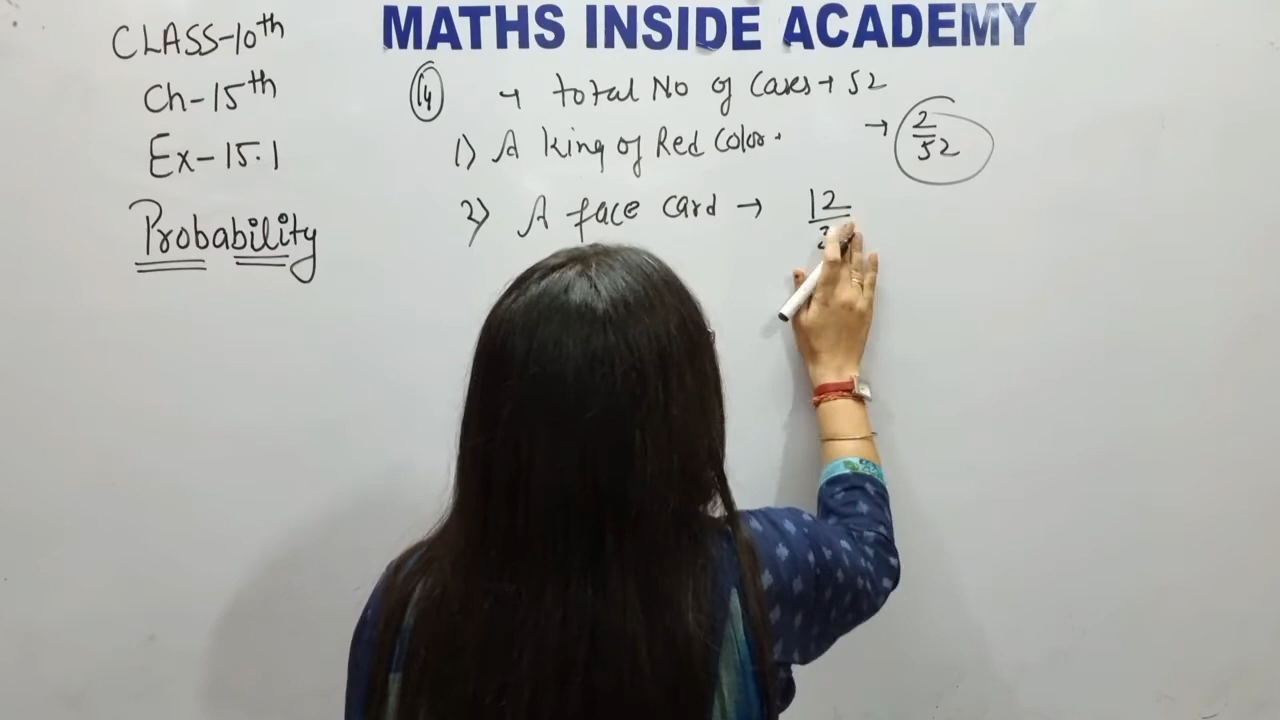 MATHS INSIDE ACADEMY
CLASS-10th
Ch-15th
Ex-15.1
Probability
14 → total No of Cases → 52
1) A king of Red Color. → 2/52
2) A face card → 12